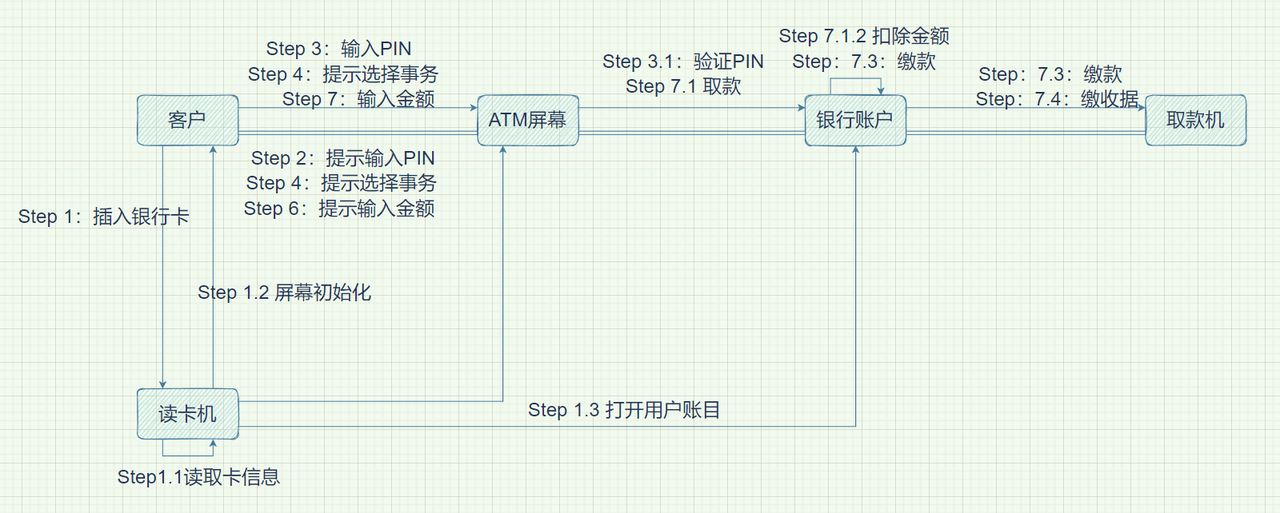 Step 3：输入PIN
Step 4：提示选择事务
Step 7：输入金额
Step 3.1：验证PIN
Step 7.1 取款
Step 7.1.2 扣除金额
Step：7.3：缴款
Step：7.3：缴款
Step：7.4：缴收据
客户
ATM屏幕
银行账户
取款机
Step 2：提示输入PIN
Step 4：提示选择事务
Step 6：提示输入金额
Step 1：插入银行卡
Step 1.2 屏幕初始化
读卡机
Step 1.3 打开用户账目
Step1.1读取卡信息